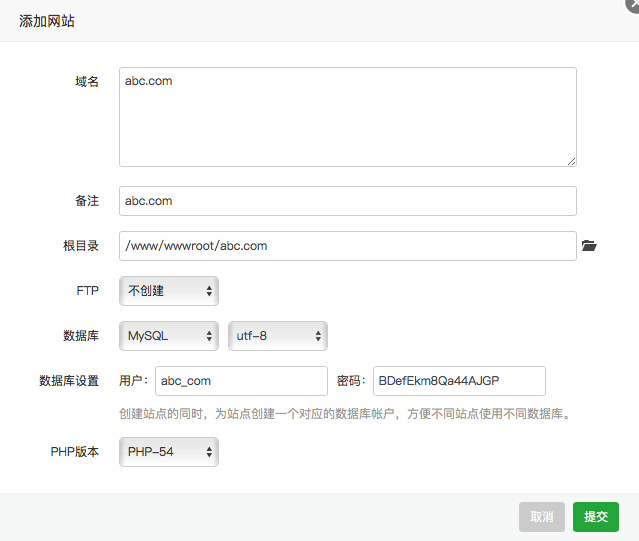 添加网站
域名 abc.com
备注 abc.com
根目录 /www/wwwroot/abc.com
FTP 不创建
数据库 MySQL utf-8
数据库设置 用户： abc_com 密码： BDefEkm8Qa44AJGP
创建站点的同时，为站点创建一个对应的数据库帐户，方便不同站点使用不同数据库。
PHP版本 PHP-54
取消 提交